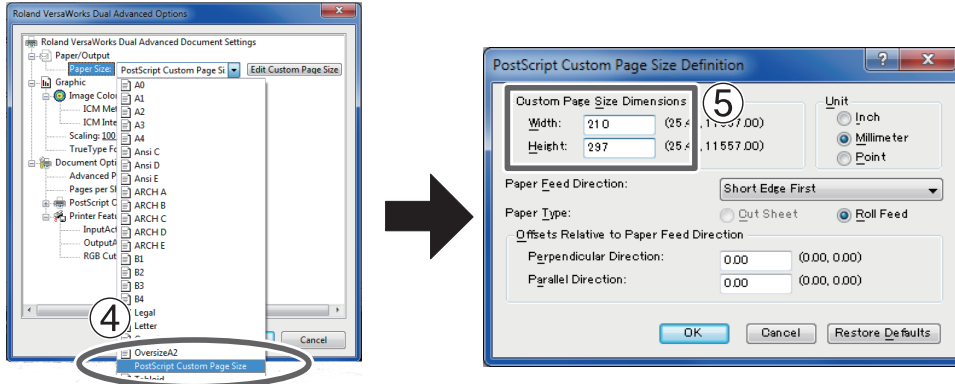 Roland VersaWorks Dual Advanced Options
Roland VersaWorks Dual Advanced Document Settings
Paper/Output
Paper Size: PostScript Custom Page Si Edit Custom Page Size
Graphic
A0
Image Colo
A1
ICM Met
A2
ICM Inte
A3
Scaling: 100
A4
TrueType Fo
Ansi C
Document Opti
Ansi D
Advanced P
Ansi E
Pages per Sh
ARCH A
PostScript O
ARCH B
Printer Featu
ARCH C
InputAct
ARCH D
OutputA
ARCH E
RGB Cut
B1
B2
B3
B4
Legal
④
Letter
Cancel
OversizeA2
PostScript Custom Page Size
Tabloid
PostScript Custom Page Size Definition
Custom Page Size Dimensions
⑤
Width: 210 (25.4 , 11557.00)
Height: 297 (25.4 , 11557.00)
Unit
Inch
Millimeter
Point
Paper Feed Direction: Short Edge First
Paper Type: Cut Sheet Roll Feed
Offsets Relative to Paper Feed Direction
Perpendicular Direction: 0.00 (0.00, 0.00)
Parallel Direction: 0.00 (0.00, 0.00)
OK Cancel Restore Defaults